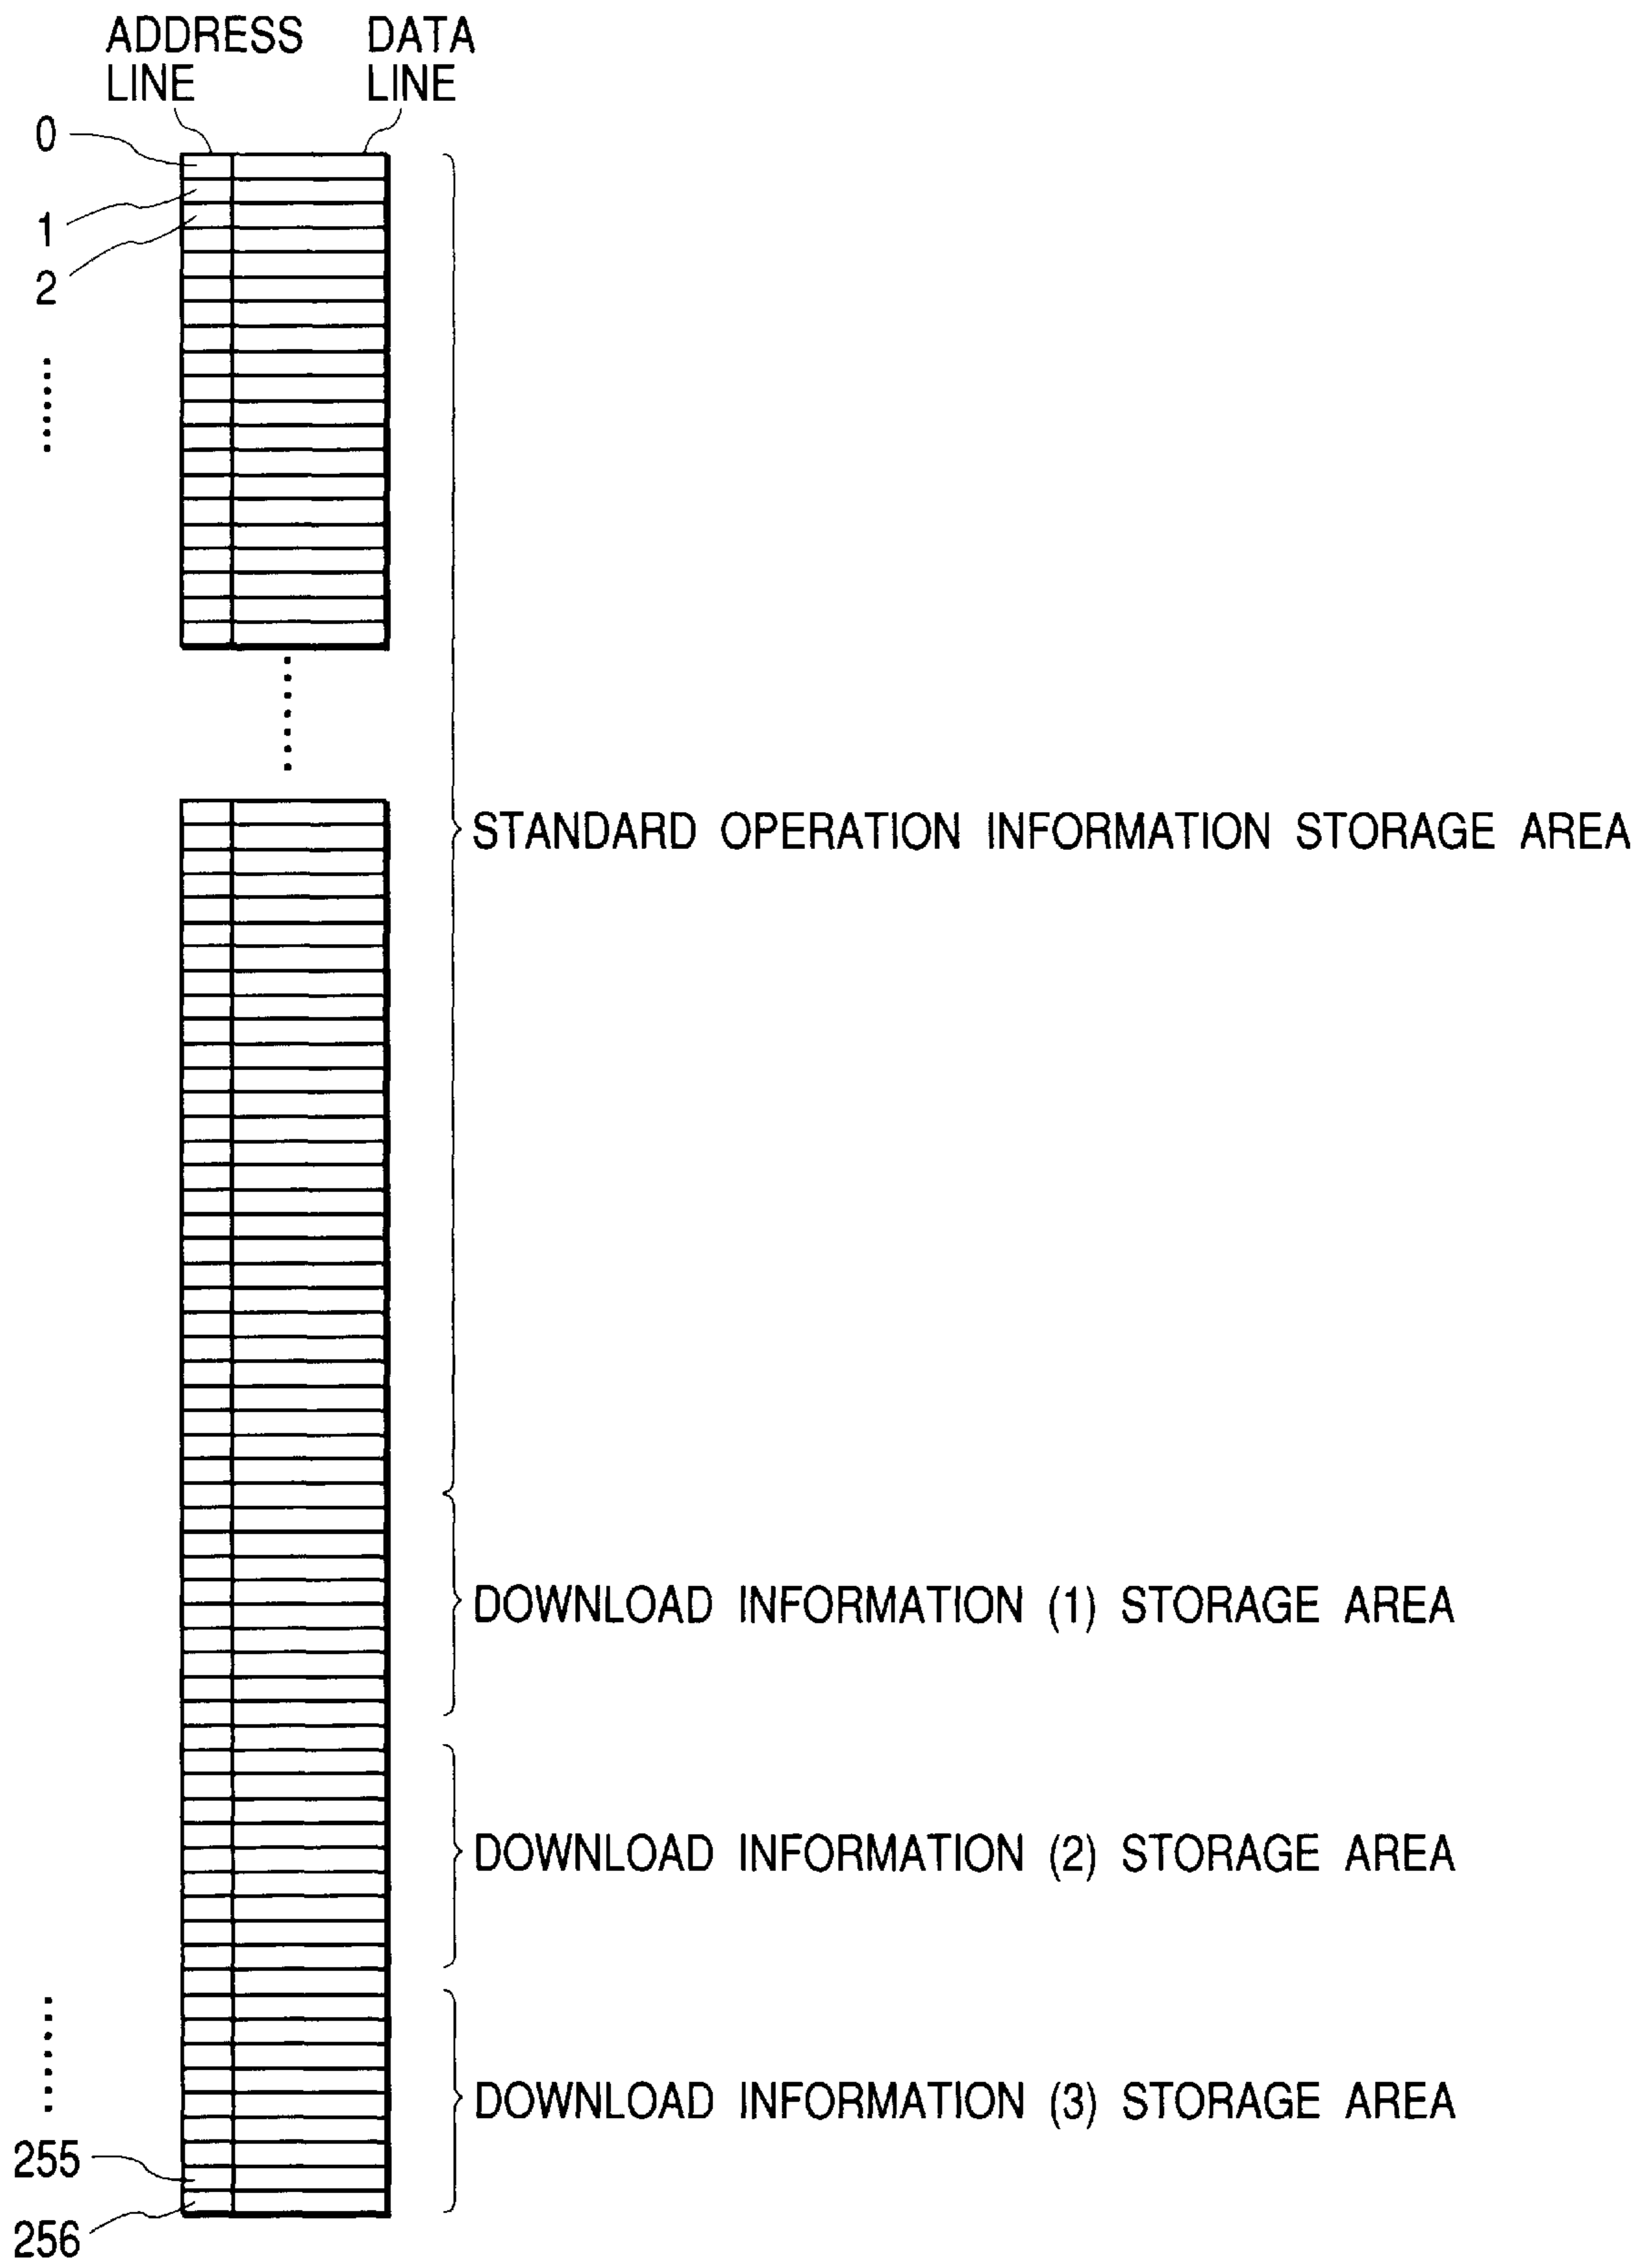 ADDRESS
LINE
DATA
LINE
0
1
2
STANDARD OPERATION INFORMATION STORAGE AREA
DOWNLOAD INFORMATION (1) STORAGE AREA
DOWNLOAD INFORMATION (2) STORAGE AREA
DOWNLOAD INFORMATION (3) STORAGE AREA
255
256